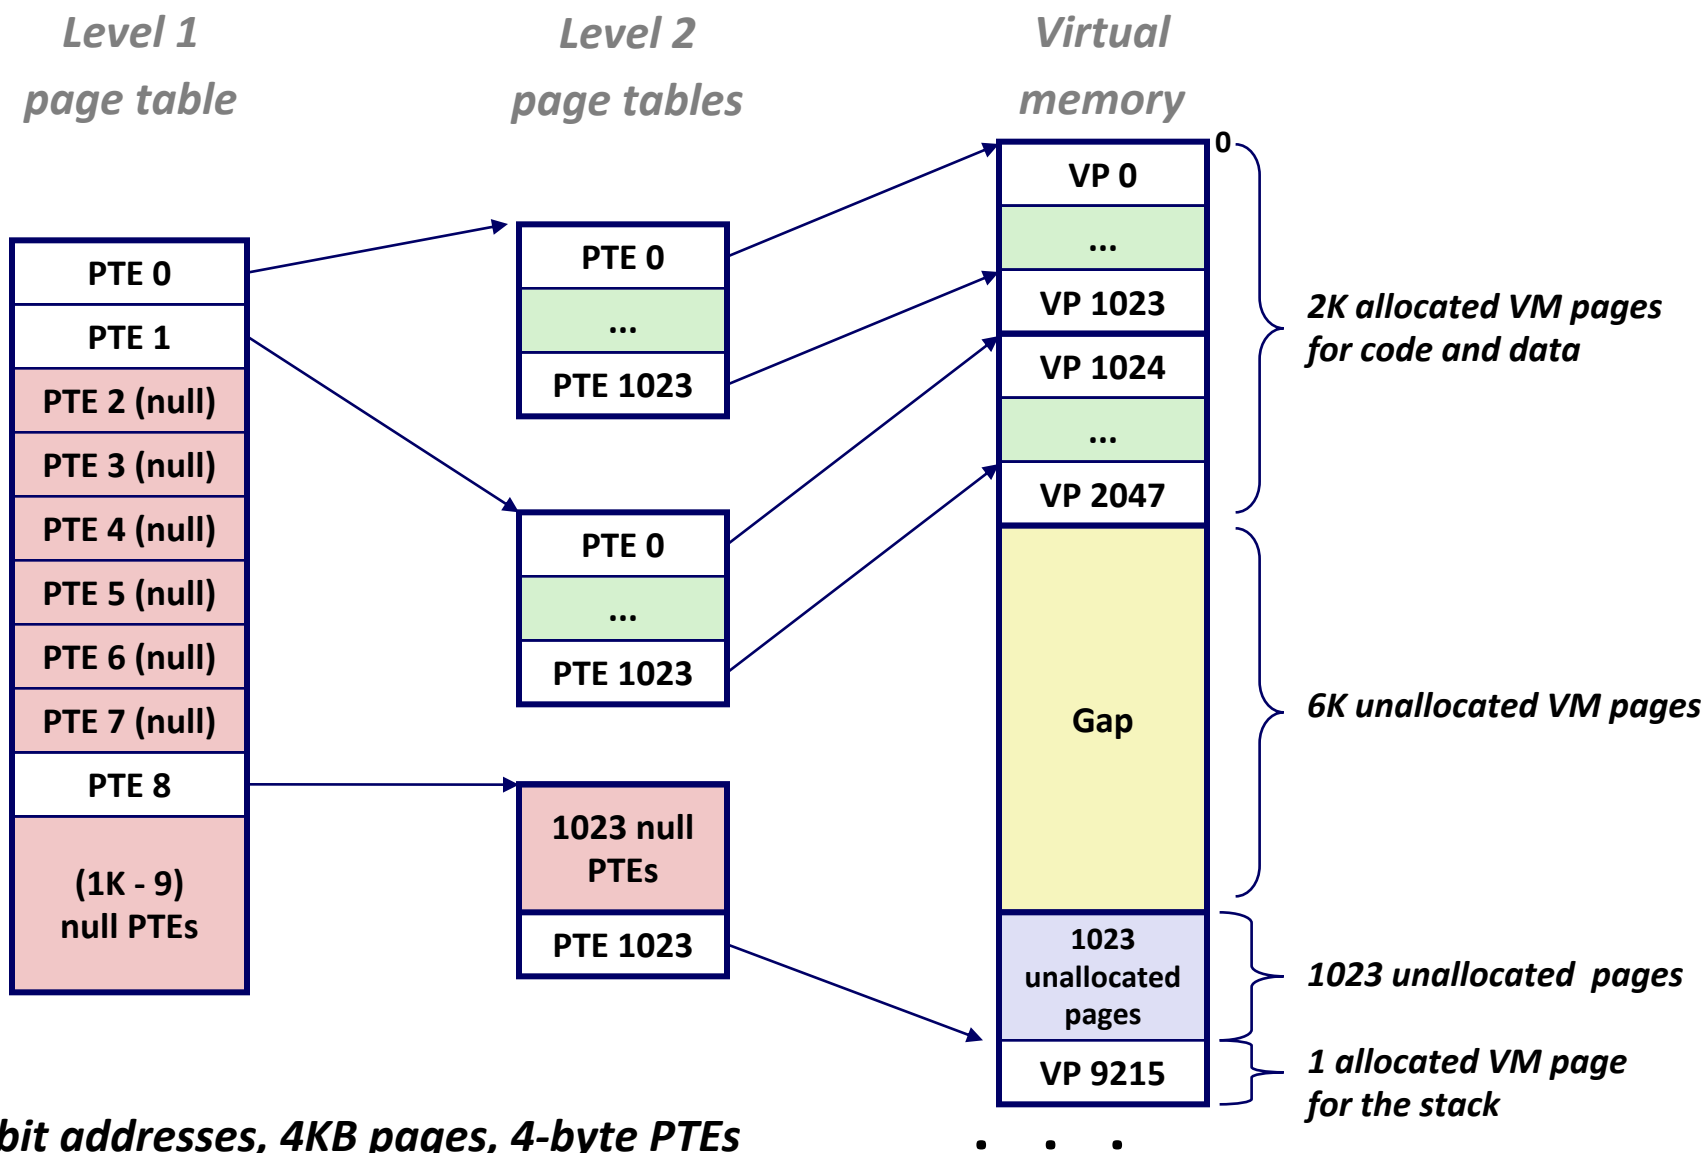 Level 1
page table
Level 2
page tables
Virtual
memory
PTE 0
PTE 1
PTE 2 (null)
PTE 3 (null)
PTE 4 (null)
PTE 5 (null)
PTE 6 (null)
PTE 7 (null)
PTE 8
(1K - 9)
null PTEs
PTE 0
...
PTE 1023
PTE 0
...
PTE 1023
1023 null
PTEs
PTE 1023
0
VP 0
...
VP 1023
VP 1024
...
VP 2047
Gap
1023
unallocated
pages
VP 9215
2K allocated VM pages
for code and data
6K unallocated VM pages
1023 unallocated pages
1 allocated VM page
for the stack
bit addresses, 4KB pages, 4-byte PTEs
. . .